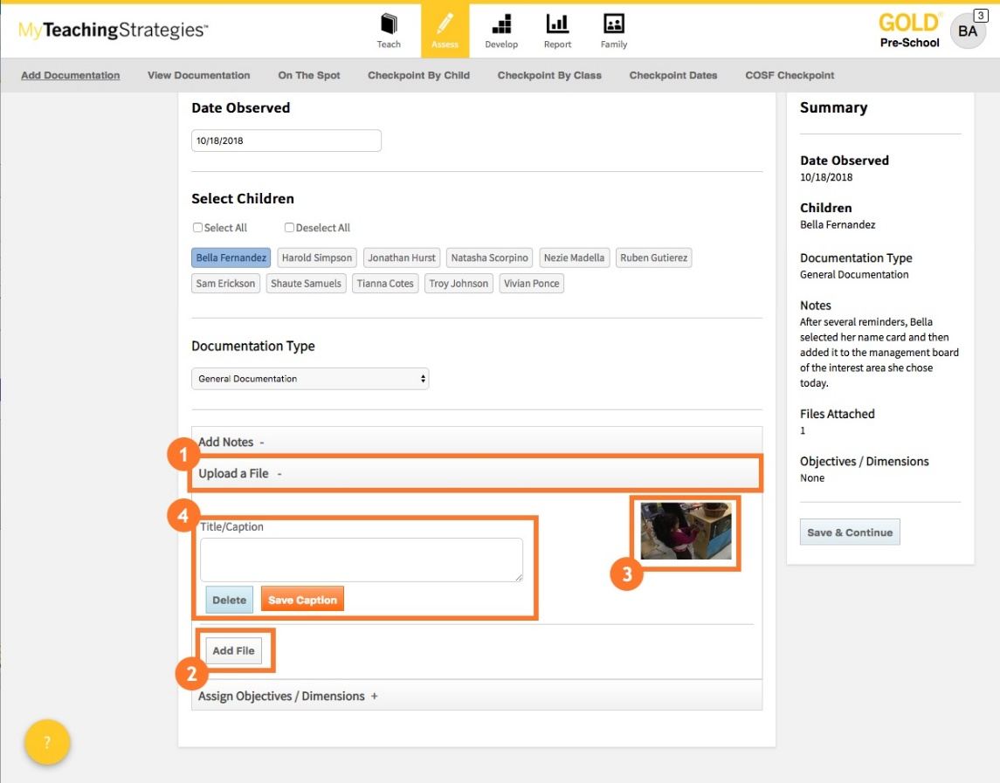 MyTeachingStrategies™
Teach
Assess
Develop
Report
Family
GOLD®
Pre-School
BA
3
Add Documentation
View Documentation
On The Spot
Checkpoint By Child
Checkpoint By Class
Checkpoint Dates
COSF Checkpoint
Date Observed
10/18/2018
Select Children
Select All
Deselect All
Bella Fernandez
Harold Simpson
Jonathan Hurst
Natasha Scorpino
Nezie Madella
Ruben Gutierez
Sam Erickson
Shaute Samuels
Tianna Cotes
Troy Johnson
Vivian Ponce
Documentation Type
General Documentation
Add Notes -
1
Upload a File -
4
Title/Caption
3
Delete
Save Caption
Add File
2
Assign Objectives / Dimensions +
?
Summary
Date Observed
10/18/2018
Children
Bella Fernandez
Documentation Type
General Documentation
Notes
After several reminders, Bella
selected her name card and then
added it to the management board
of the interest area she chose
today.
Files Attached
1
Objectives / Dimensions
None
Save & Continue